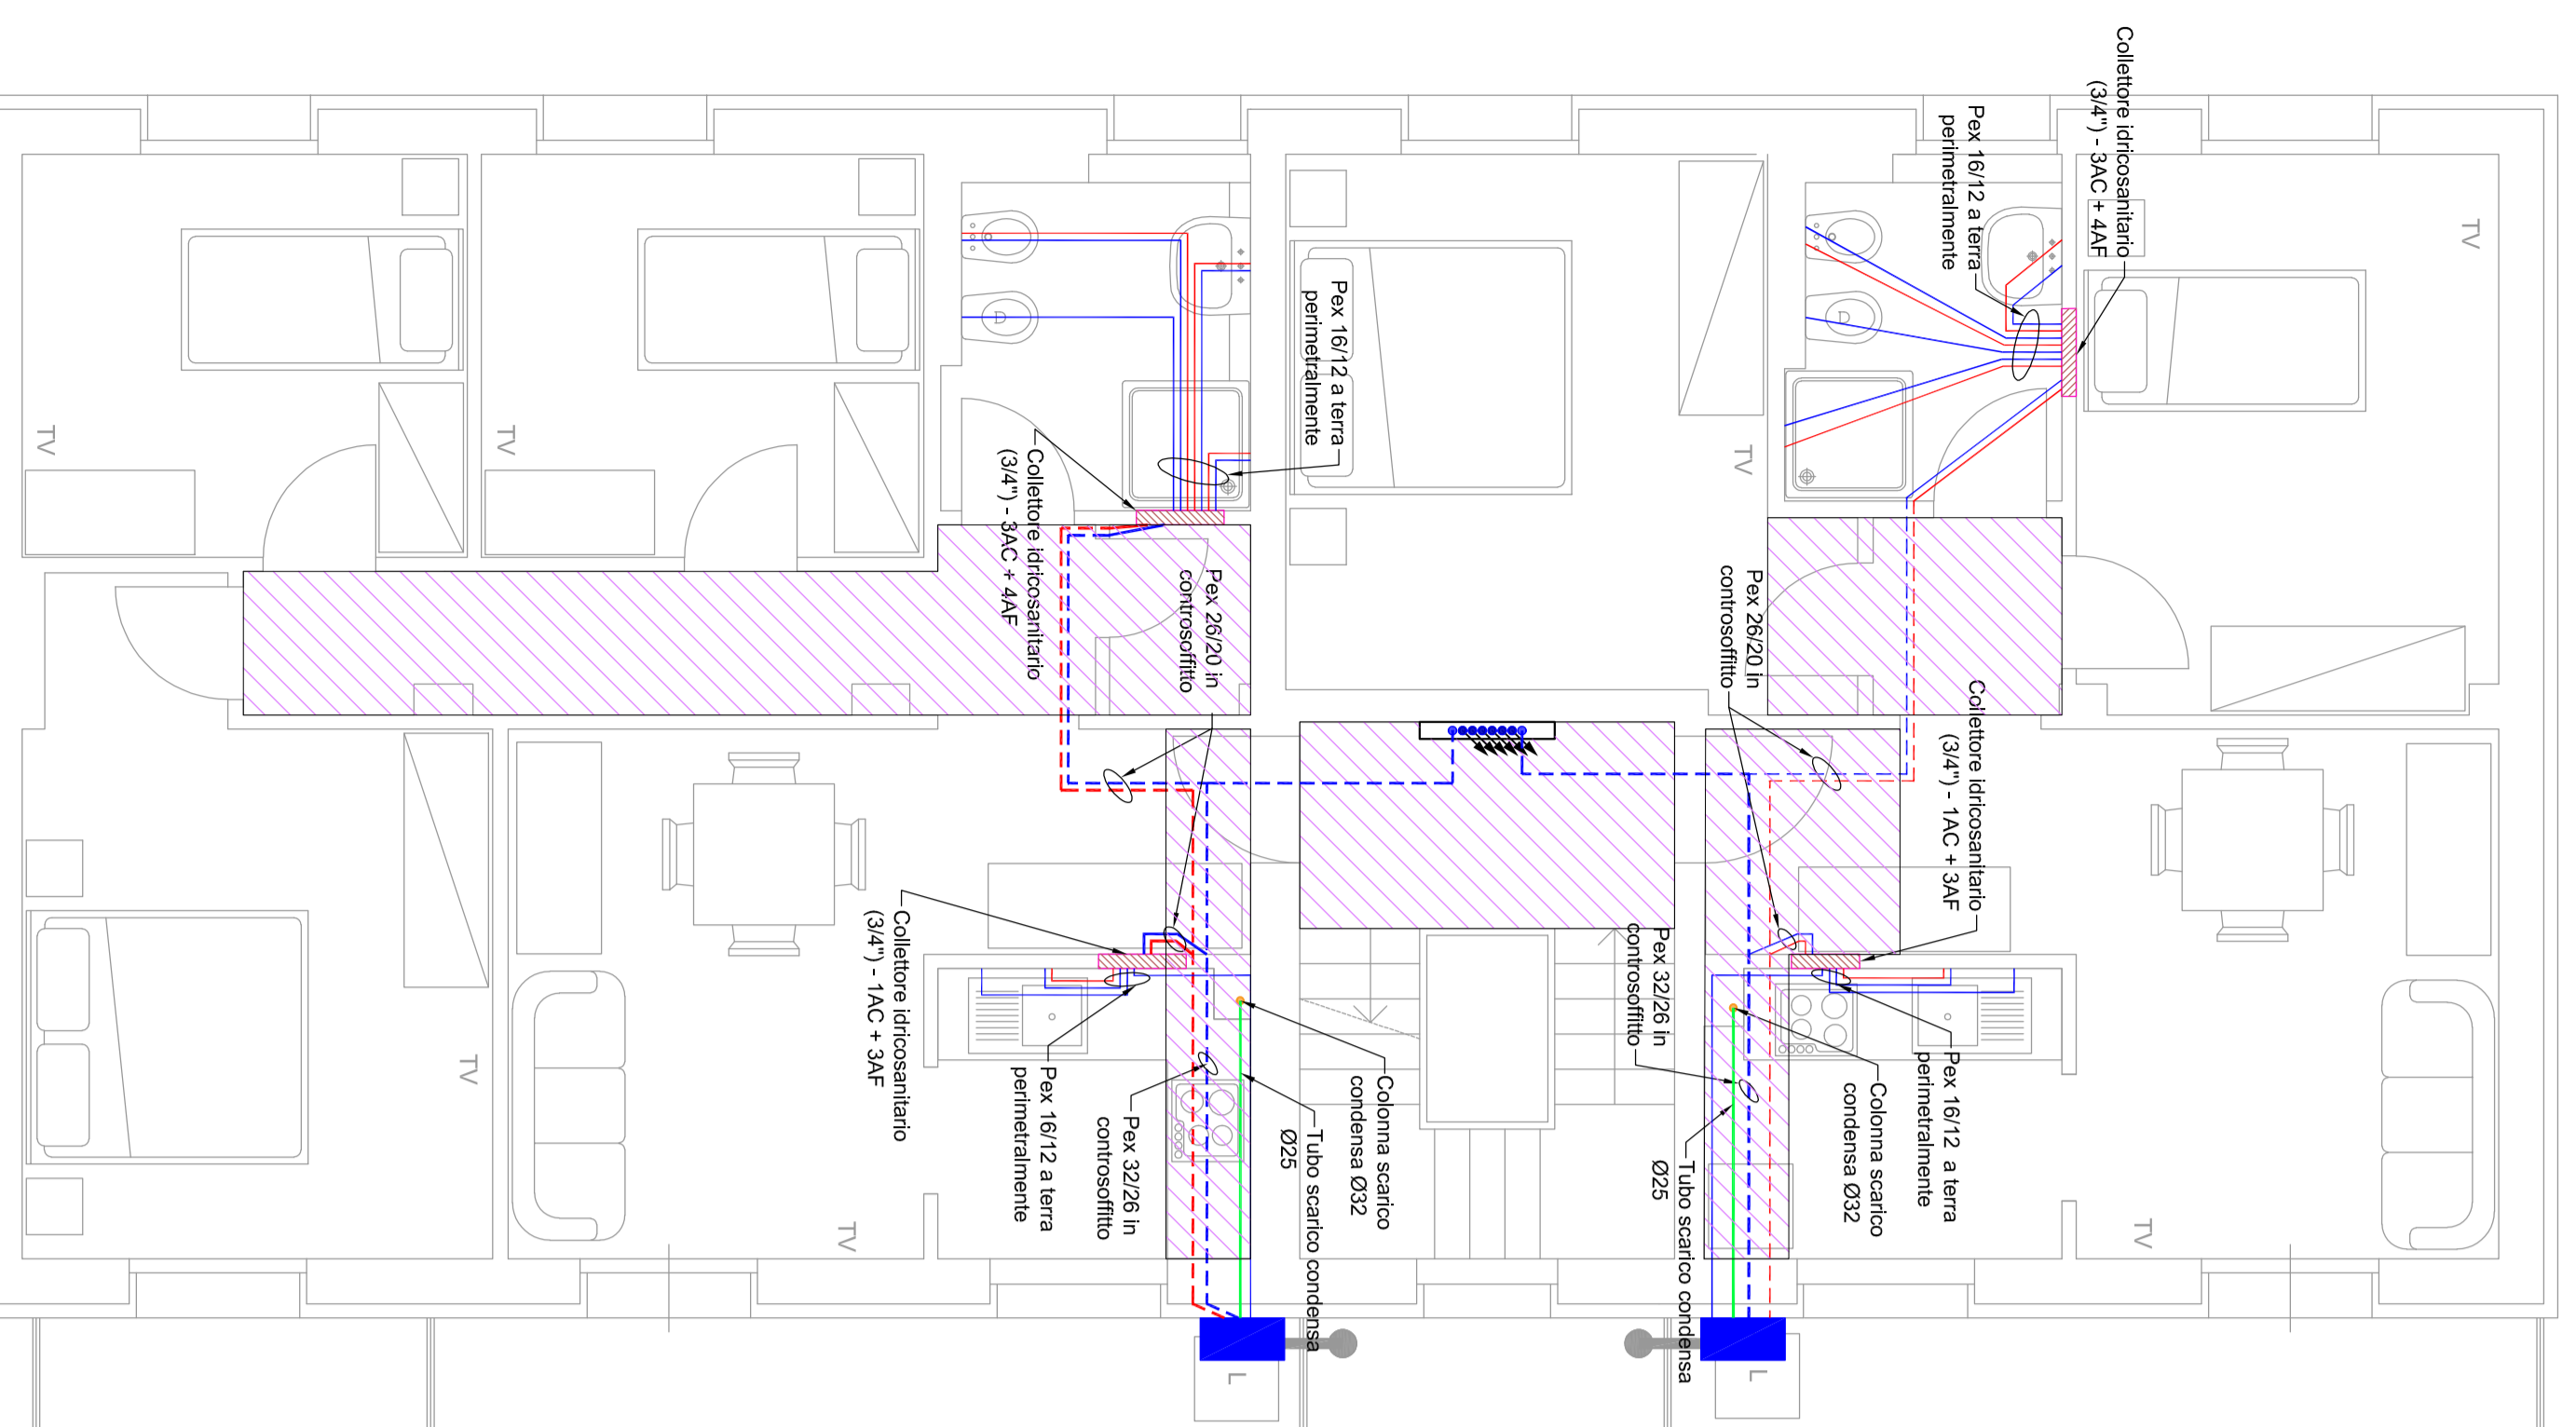 Collettore idricosanitario
(3/4") - 3AC + 4AF
Pex 16/12 a terra
perimetralmente
TV
Pex 16/12 a terra
perimetralmente
TV
TV
TV
Collettore idricosanitario
(3/4") - 3AC + 4AF
Pex 26/20 in
controsoffitto
Pex 26/20 in
controsoffitto
Collettore idricosanitario
(3/4") - 1AC + 3AF
Collettore idricosanitario
(3/4") - 1AC + 3AF
Pex 32/26 in
controsoffitto
Pex 16/12 a terra
perimetralmente
Colonna scarico
condensa Ø32
Colonna scarico
condensa Ø32
Pex 16/12 a terra
perimetralmente
Pex 32/26 in
controsoffitto
Tubo scarico condensa
Ø25
Tubo scarico condensa
Ø25
TV
TV
TV
L
L